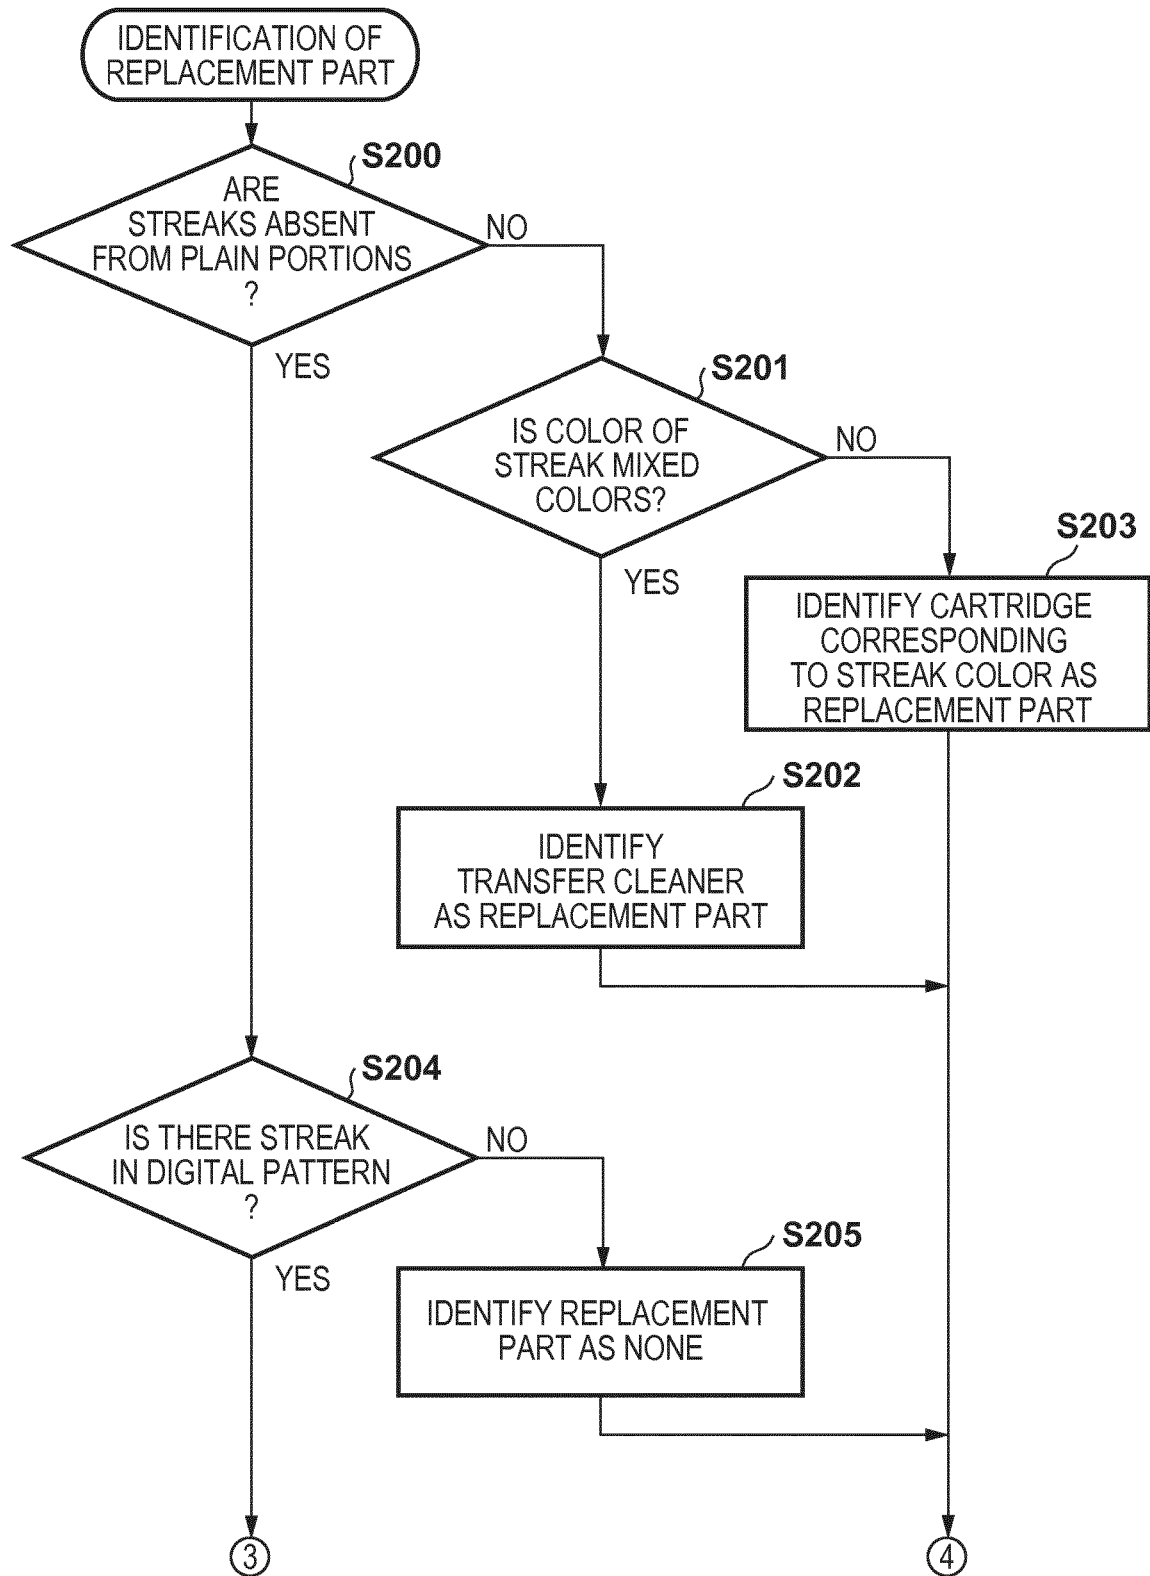 IDENTIFICATION OF
REPLACEMENT PART
S200
ARE
STREAKS ABSENT
FROM PLAIN PORTIONS
?
NO
YES
S201
IS COLOR OF
STREAK MIXED
COLORS?
NO
YES
S203
IDENTIFY CARTRIDGE
CORRESPONDING
TO STREAK COLOR AS
REPLACEMENT PART
S202
IDENTIFY
TRANSFER CLEANER
AS REPLACEMENT PART
S204
IS THERE STREAK
IN DIGITAL PATTERN
?
NO
YES
S205
IDENTIFY REPLACEMENT
PART AS NONE
3
4